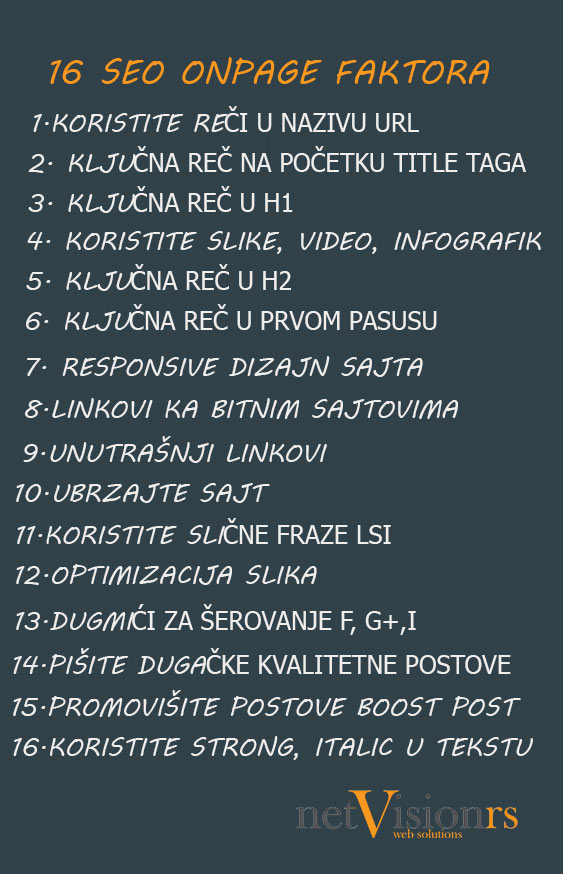 16 SEO ONPAGE FAKTORA
1. KORISTITE REČI U NAZIVU URL
2. KLJUČNA REČ NA POČETKU TITLE TAGA
3. KLJUČNA REČ U H1
4. KORISTITE SLIKE, VIDEO, INFOGRAFIK
5. KLJUČNA REČ U H2
6. KLJUČNA REČ U PRVOM PASUSU
7. RESPONSIVE DIZAJN SAJTA
8. LINKOVI KA BITNIM SAJTOVIMA
9. UNUTRAŠNJI LINKOVI
10. UBRZAJTE SAJT
11. KORISTITE SLIČNE FRAZE LSI
12. OPTIMIZACIJA SLIKA
13. DUGMIĆI ZA ŠEROVANJE F, G+,I
14. PIŠITE DUGAČKE KVALITETNE POSTOVE
15. PROMOVIŠITE POSTOVE BOOST POST
16. KORISTITE STRONG, ITALIC U TEKSTU
netVisionrs
web solutions